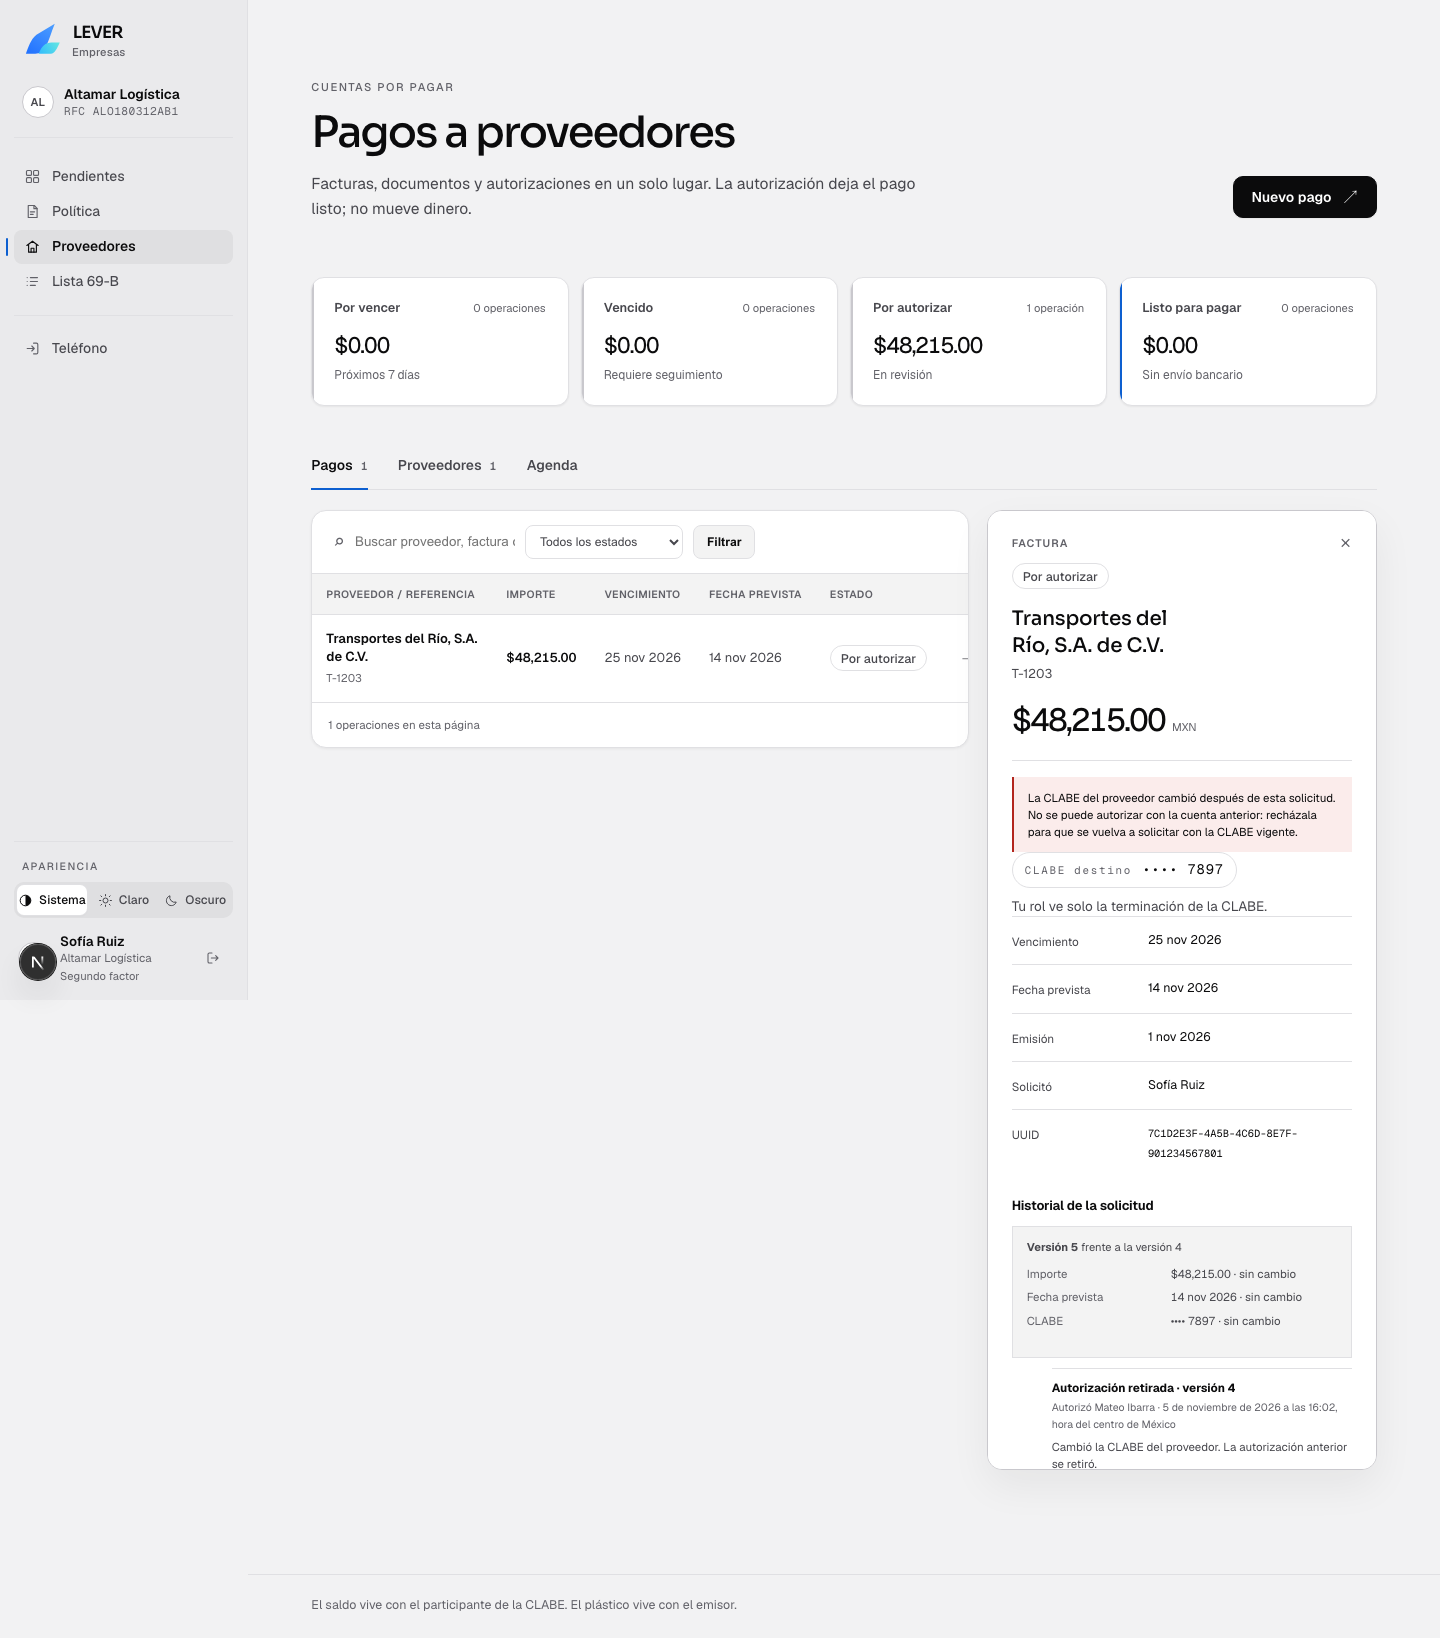 LEVER
Empresas
AL
Altamar Logística
RFC ALO180312AB1
Pendientes
Política
Proveedores
Lista 69-B
Teléfono
APARIENCIA
Sistema
Claro
Oscuro
N
Sofía Ruiz
Altamar Logística
Segundo factor
CUENTAS POR PAGAR
Pagos a proveedores
Facturas, documentos y autorizaciones en un solo lugar. La autorización deja el pago
listo; no mueve dinero.
Nuevo pago
Por vencer
0 operaciones
$0.00
Próximos 7 días
Vencido
0 operaciones
$0.00
Requiere seguimiento
Por autorizar
1 operación
$48,215.00
En revisión
Listo para pagar
0 operaciones
$0.00
Sin envío bancario
Pagos 1
Proveedores 1
Agenda
Buscar proveedor, factura
Todos los estados
Filtrar
PROVEEDOR / REFERENCIA
IMPORTE
VENCIMIENTO
FECHA PREVISTA
ESTADO
Transportes del Río, S.A.
de C.V.
T-1203
$48,215.00
25 nov 2026
14 nov 2026
Por autorizar
1 operaciones en esta página
FACTURA
Por autorizar
Transportes del
Río, S.A. de C.V.
T-1203
$48,215.00 MXN
La CLABE del proveedor cambió después de esta solicitud.
No se puede autorizar con la cuenta anterior: recházala
para que se vuelva a solicitar con la CLABE vigente.
CLABE destino •••• 7897
Tu rol ve solo la terminación de la CLABE.
Vencimiento
25 nov 2026
Fecha prevista
14 nov 2026
Emisión
1 nov 2026
Solicitó
Sofía Ruiz
UUID
7C1D2E3F-4A5B-4C6D-8E7F-
901234567801
Historial de la solicitud
Versión 5 frente a la versión 4
Importe
$48,215.00 · sin cambio
Fecha prevista
14 nov 2026 · sin cambio
CLABE
•••• 7897 · sin cambio
Autorización retirada · versión 4
Autorizó Mateo Ibarra · 5 de noviembre de 2026 a las 16:02,
hora del centro de México
Cambió la CLABE del proveedor. La autorización anterior
se retiró.
El saldo vive con el participante de la CLABE. El plástico vive con el emisor.